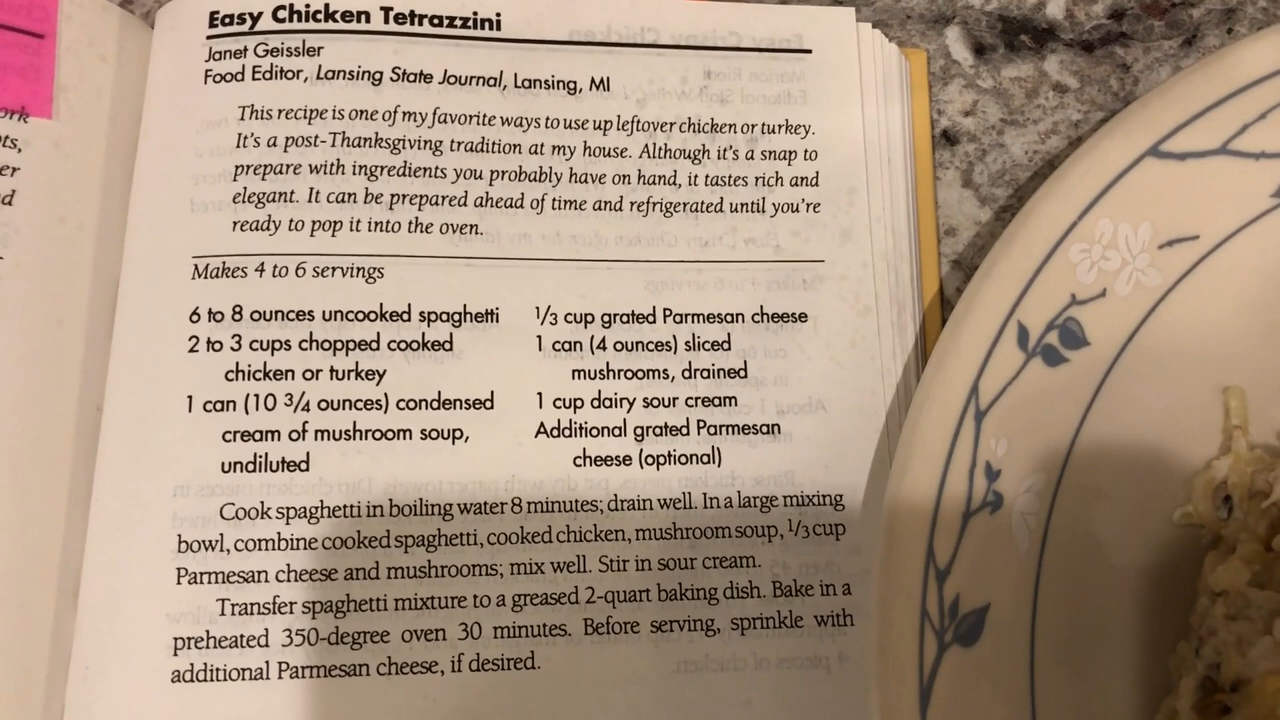 Easy Chicken Tetrazzini
Janet Geissler
Food Editor, Lansing State Journal, Lansing, MI
This recipe is one of my favorite ways to use up leftover chicken or turkey.
It's a post-Thanksgiving tradition at my house. Although it's a snap to
prepare with ingredients you probably have on hand, it tastes rich and
elegant. It can be prepared ahead of time and refrigerated until you're
ready to pop it into the oven.
Makes 4 to 6 servings
6 to 8 ounces uncooked spaghetti
2 to 3 cups chopped cooked
chicken or turkey
1 can (10 3/4 ounces) condensed
cream of mushroom soup,
undiluted
1/3 cup grated Parmesan cheese
1 can (4 ounces) sliced
mushrooms, drained
1 cup dairy sour cream
Additional grated Parmesan
cheese (optional)
Cook spaghetti in boiling water 8 minutes; drain well. In a large mixing
bowl, combine cooked spaghetti, cooked chicken, mushroom soup, 1/3 cup
Parmesan cheese and mushrooms; mix well. Stir in sour cream.
Transfer spaghetti mixture to a greased 2-quart baking dish. Bake in a
preheated 350-degree oven 30 minutes. Before serving, sprinkle with
additional Parmesan cheese, if desired.